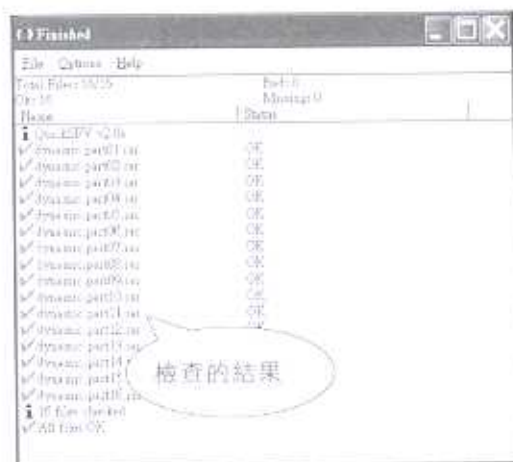 Finished
File Options Help
Total Files: 16/16 Bad: 0
Ok: 16 Missing: 0
Name Status
QuickSFV v2.0a
dynamic.part01.rar OK
dynamic.part02.rar OK
dynamic.part03.rar OK
dynamic.part04.rar OK
dynamic.part05.rar OK
dynamic.part06.rar OK
dynamic.part07.rar OK
dynamic.part08.rar OK
dynamic.part09.rar OK
dynamic.part10.rar OK
dynamic.part11.rar OK
dynamic.part12.rar OK
dynamic.part13.rar
dynamic.part14
dynamic.part15
dynamic.part16
16 files checked
All files OK
檢查的結果